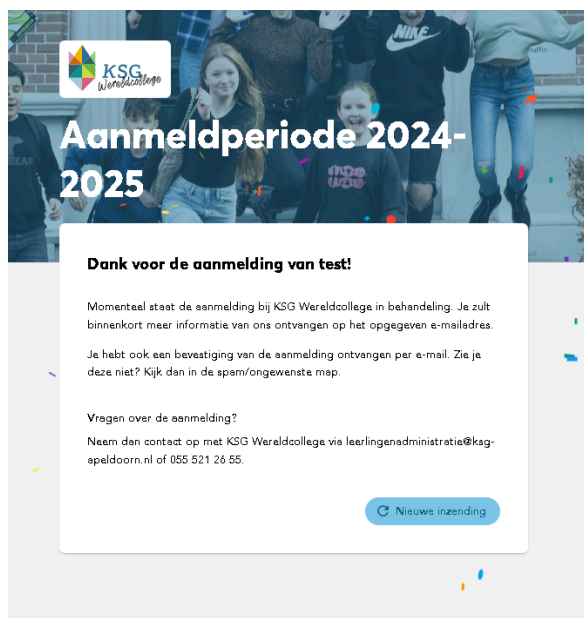 KSG
Wereldcollege
NIKE
Aanmeldperiode 2024-
2025
BEAR
Dank voor de aanmelding van test!
Momenteel staat de aanmelding bij KSG Wereldcollege in behandeling. Je zult
binnenkort meer informatie van ons ontvangen op het opgegeven e-mailadres.
Je hebt ook een bevestiging van de aanmelding ontvangen per e-mail. Zie je
deze niet? Kijk dan in de spam/ongewenste map.
Vragen over de aanmelding?
Neem dan contact op met KSG Wereldcollege via leerlingenadministratie@ksg-
apeldoorn.nl of 055 521 26 55.
Nieuwe inzending